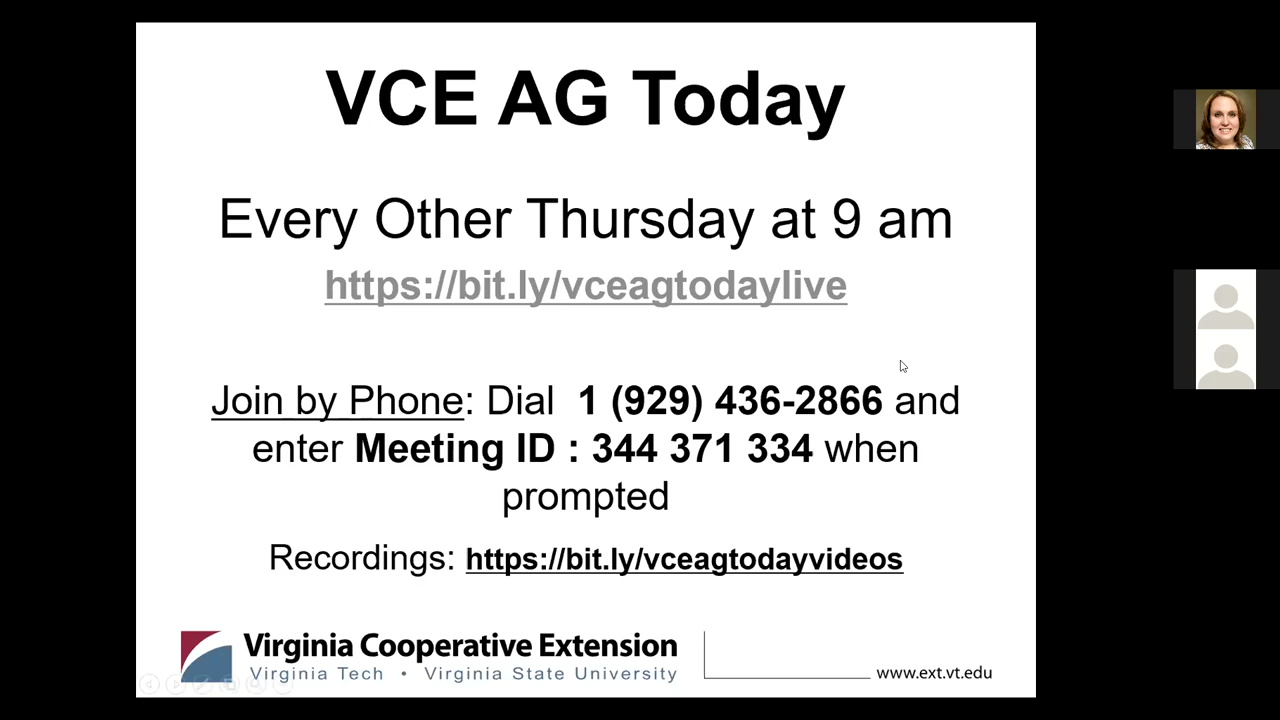 VCE AG Today
Every Other Thursday at 9 am
https://bit.ly/vceagtodaylive
Join by Phone: Dial 1 (929) 436-2866 and
enter Meeting ID : 344 371 334 when
prompted
Recordings: https://bit.ly/vceagtodayvideos
Virginia Cooperative Extension
Virginia Tech • Virginia State University
www.ext.vt.edu